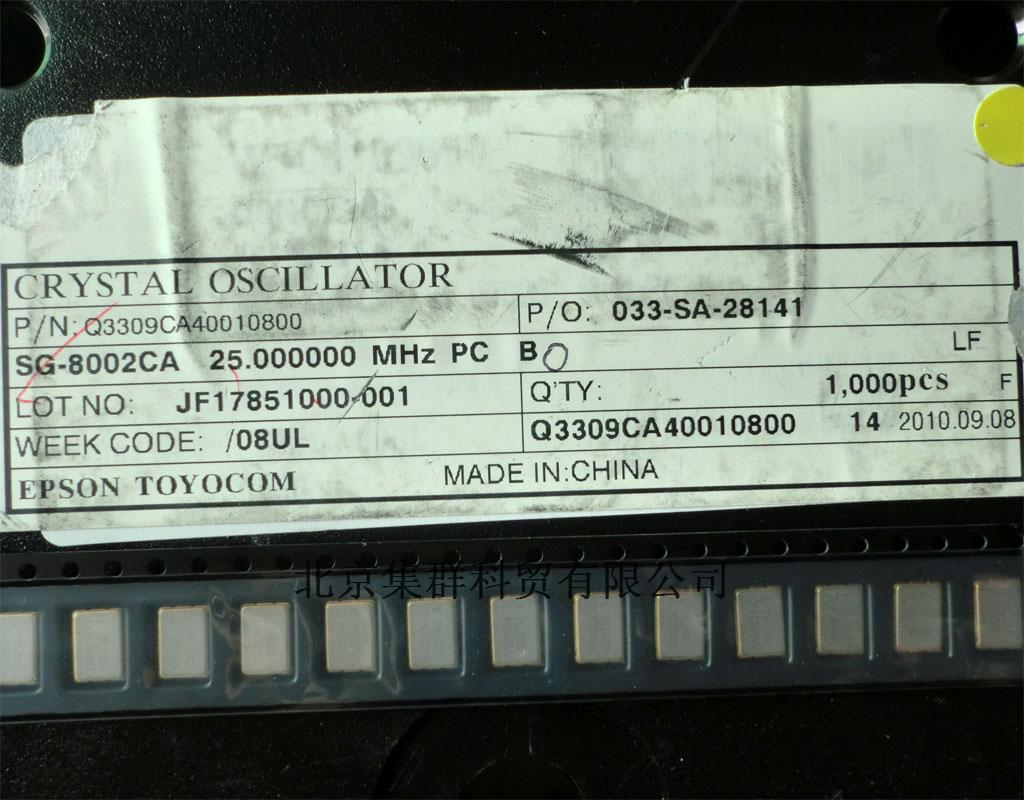 CRYSTAL OSCILLATOR
P/N: Q3309CA40010800
P/O: 033-SA-28141
SG-8002CA 25.000000 MHz PC B
LF
LOT NO: JF17851000-001
Q'TY: 1,000pcs F
WEEK CODE: /08UL
Q3309CA40010800 14 2010.09.08
EPSON TOYOCOM
MADE IN:CHINA
北京集群科贸有限公司